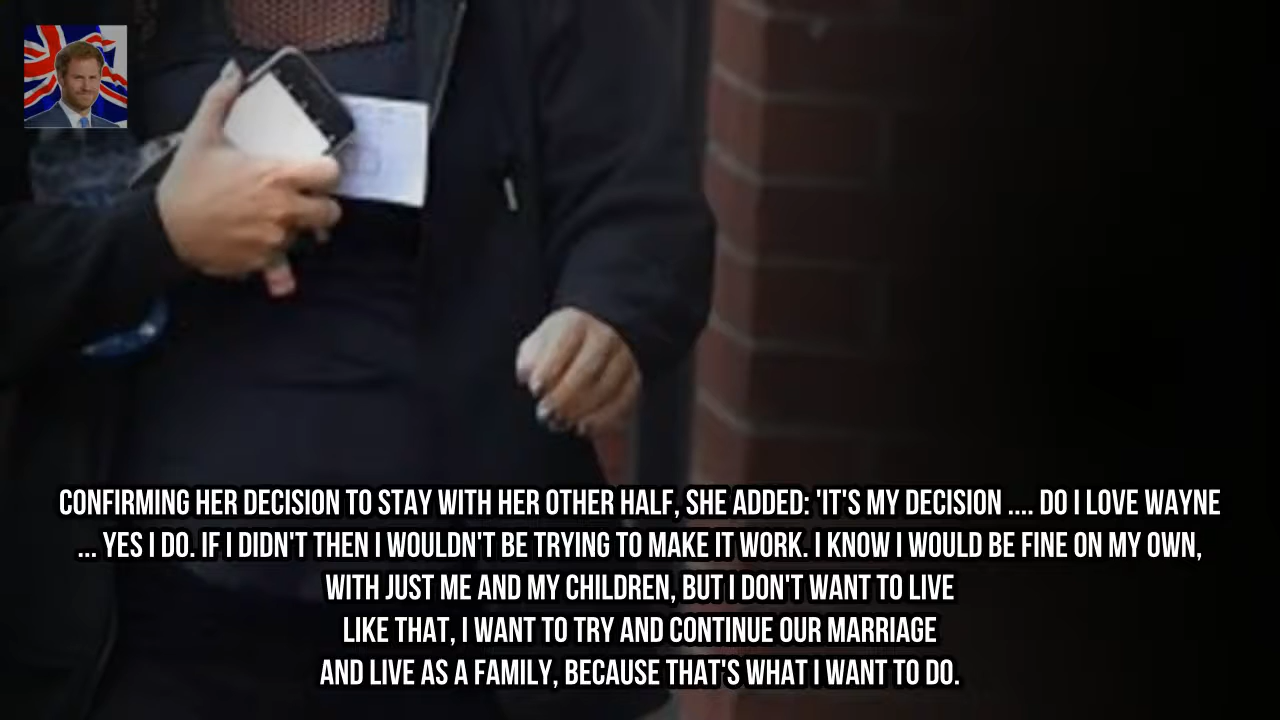 CONFIRMING HER DECISION TO STAY WITH HER OTHER HALF, SHE ADDED: 'IT'S MY DECISION .... DO I LOVE WAYNE
... YES I DO. IF I DIDN'T THEN I WOULDN'T BE TRYING TO MAKE IT WORK. I KNOW I WOULD BE FINE ON MY OWN,
WITH JUST ME AND MY CHILDREN, BUT I DON'T WANT TO LIVE
LIKE THAT, I WANT TO TRY AND CONTINUE OUR MARRIAGE
AND LIVE AS A FAMILY, BECAUSE THAT'S WHAT I WANT TO DO.